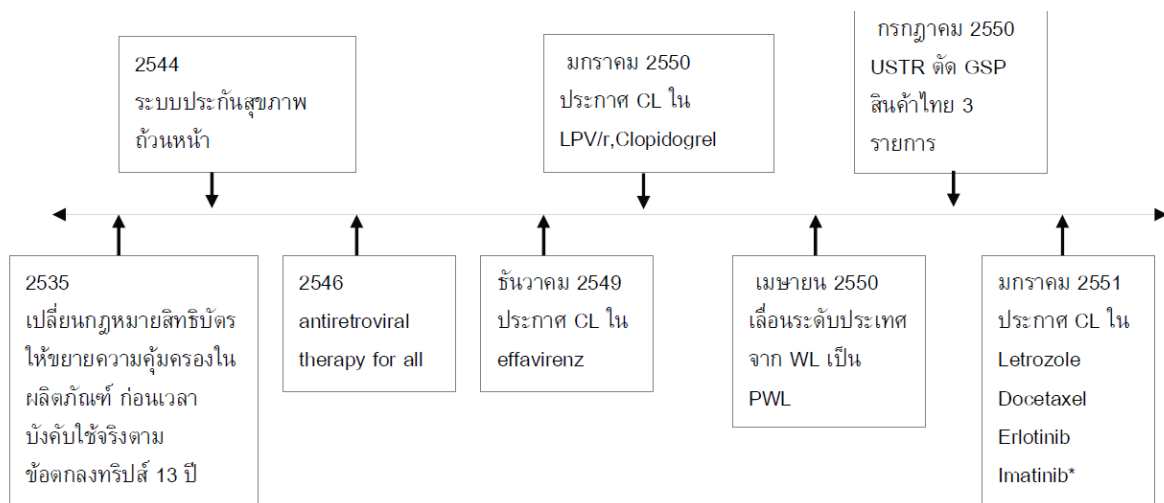 2544
ระบบประกันสุขภาพ
ถ้วนหน้า
มกราคม 2550
ประกาศ CL ใน
LPV/r,Clopidogrel
กรกฎาคม 2550
USTR ตัด GSP
สินค้าไทย 3
รายการ
2535
เปลี่ยนกฎหมายสิทธิบัตร
ให้ขยายความคุ้มครองใน
ผลิตภัณฑ์ ก่อนเวลา
บังคับใช้จริงตาม
ข้อตกลงทริปส์ 13 ปี
2546
antiretroviral
therapy for all
ธันวาคม 2549
ประกาศ CL ใน
effavirenz
เมษายน 2550
เลื่อนระดับประเทศ
จาก WL เป็น
PWL
มกราคม 2551
ประกาศ CL ใน
Letrozole
Docetaxel
Erlotinib
Imatinib*